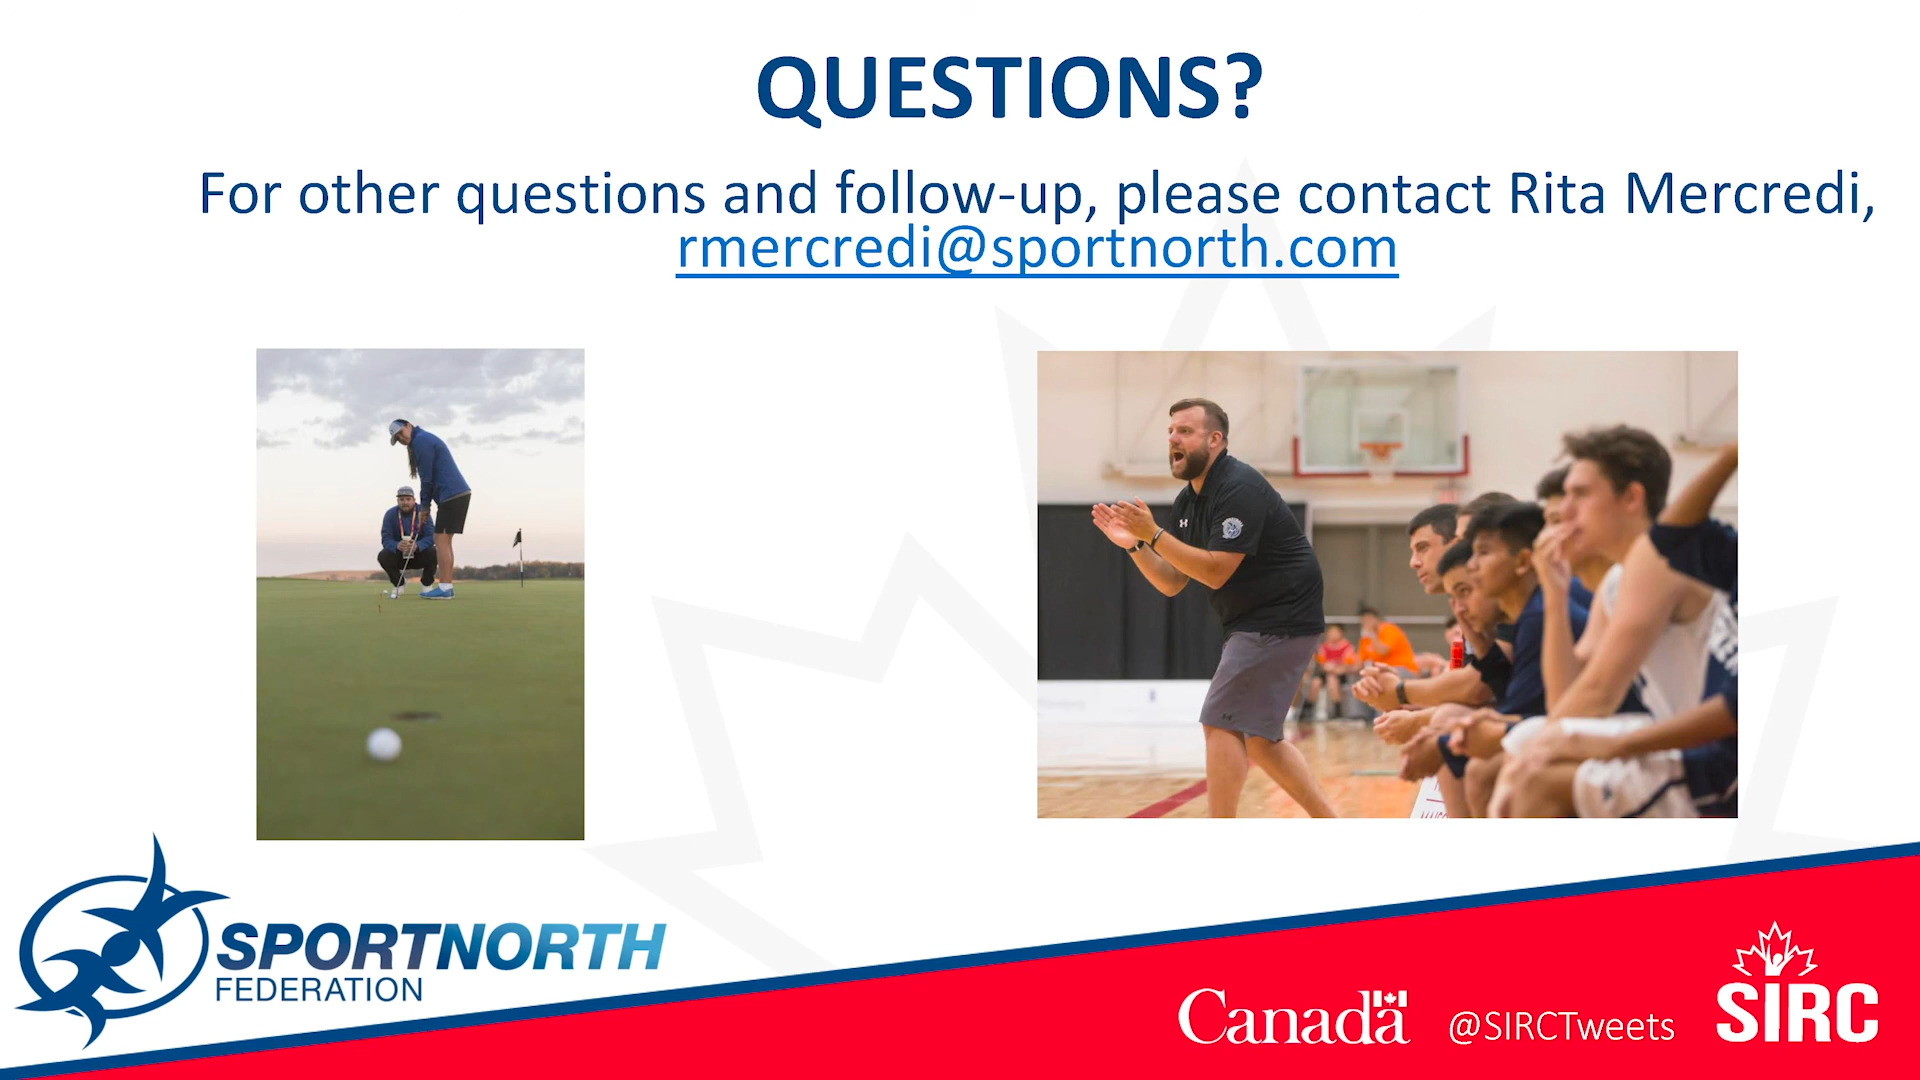 QUESTIONS?
For other questions and follow-up, please contact Rita Mercredi,
rmercredi@sportnorth.com
SPORTNORTH
FEDERATION
Canada
@SIRCTweets
SIRC